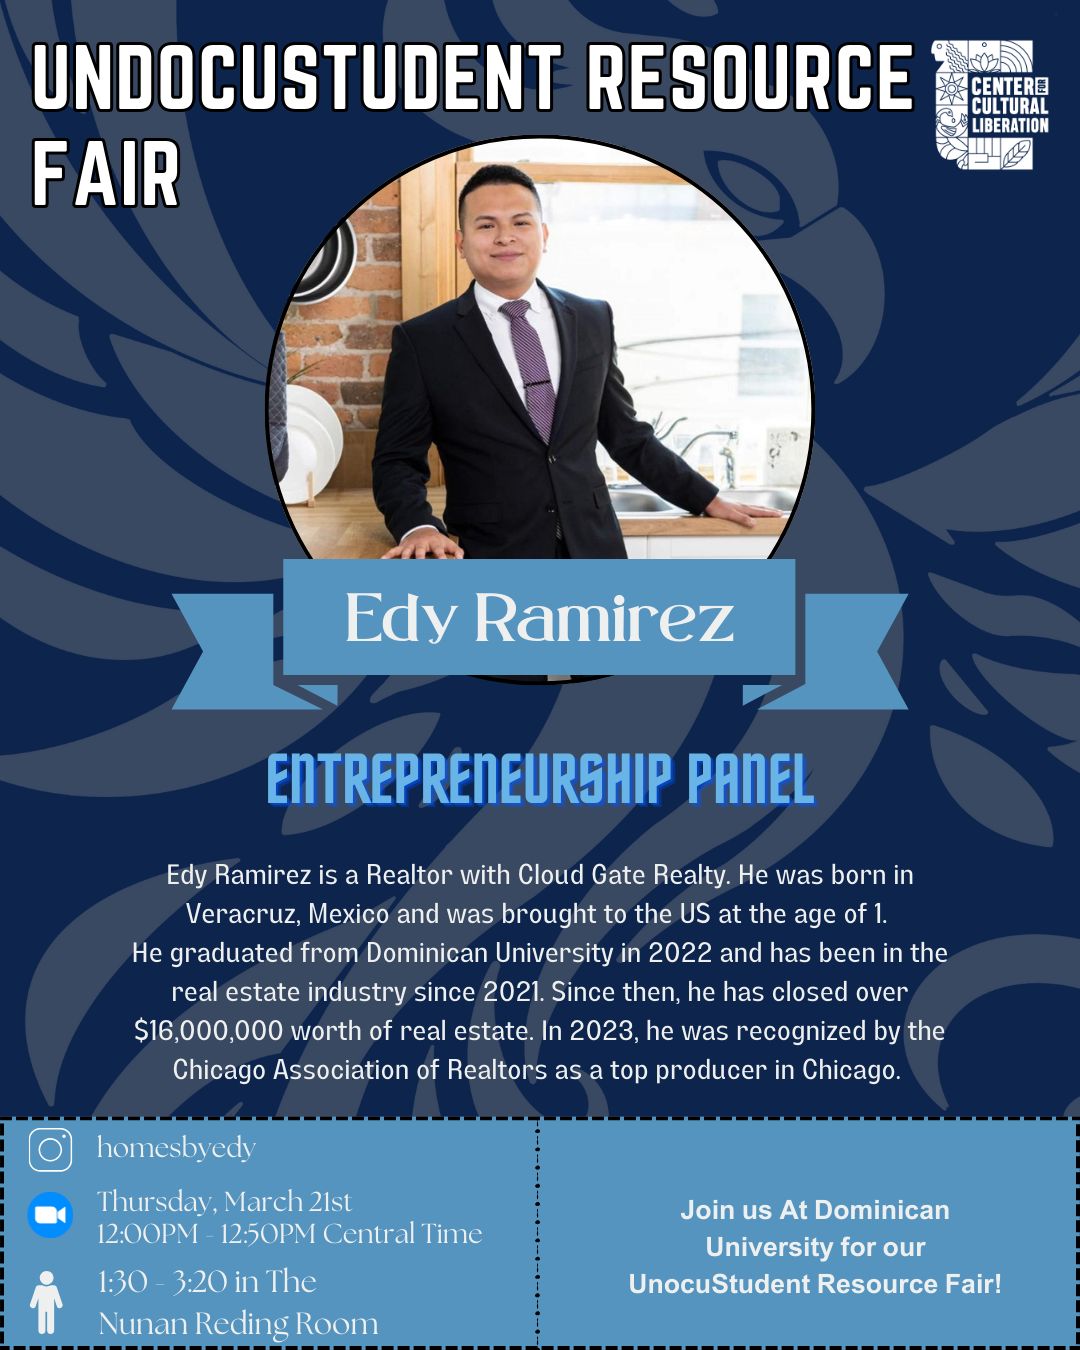 UNDOCUSTUDENT RESOURCE
FAIR
CENTER FOR
CULTURAL
LIBERATION
Edy Ramirez
ENTREPRENEURSHIP PANEL
Edy Ramirez is a Realtor with Cloud Gate Realty. He was born in
Veracruz, Mexico and was brought to the US at the age of 1.
He graduated from Dominican University in 2022 and has been in the
real estate industry since 2021. Since then, he has closed over
$16,000,000 worth of real estate. In 2023, he was recognized by the
Chicago Association of Realtors as a top producer in Chicago.
homesbyedy
Thursday, March 21st
12:00PM - 12:50PM Central Time
1:30 - 3:20 in The
Nunan Reding Room
Join us At Dominican
University for our
UnocuStudent Resource Fair!